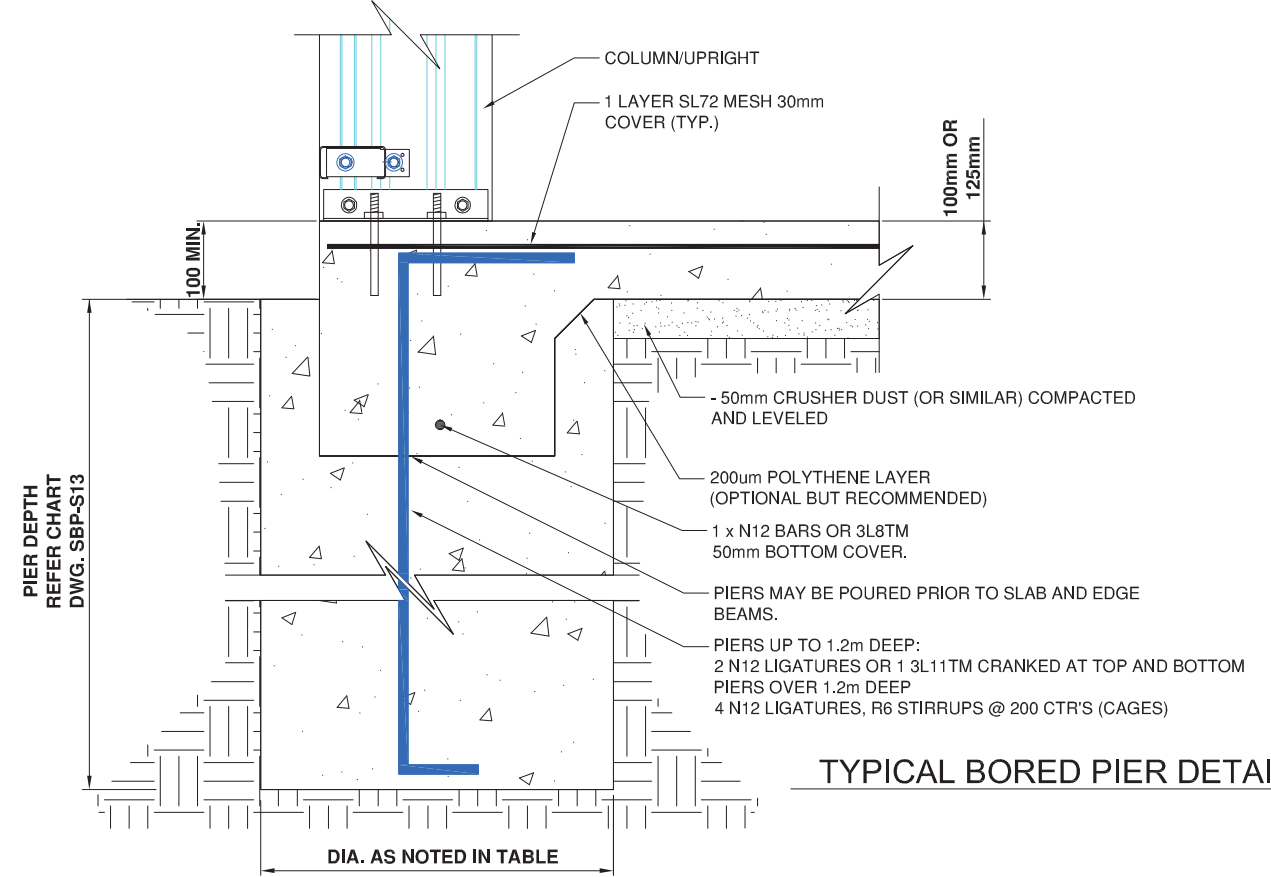 COLUMN/UPRIGHT
1 LAYER SL72 MESH 30mm
COVER (TYP.)
100mm OR
125mm
100 MIN.
- 50mm CRUSHER DUST (OR SIMILAR) COMPACTED
AND LEVELED
200um POLYTHENE LAYER
(OPTIONAL BUT RECOMMENDED)
PIER DEPTH
REFER CHART
DWG. SBP-S13
1 x N12 BARS OR 3L8TM
50mm BOTTOM COVER.
PIERS MAY BE POURED PRIOR TO SLAB AND EDGE
BEAMS.
PIERS UP TO 1.2m DEEP:
2 N12 LIGATURES OR 1 3L11TM CRANKED AT TOP AND BOTTOM
PIERS OVER 1.2m DEEP
4 N12 LIGATURES, R6 STIRRUPS @ 200 CTR'S (CAGES)
TYPICAL BORED PIER DETAI
DIA. AS NOTED IN TABLE